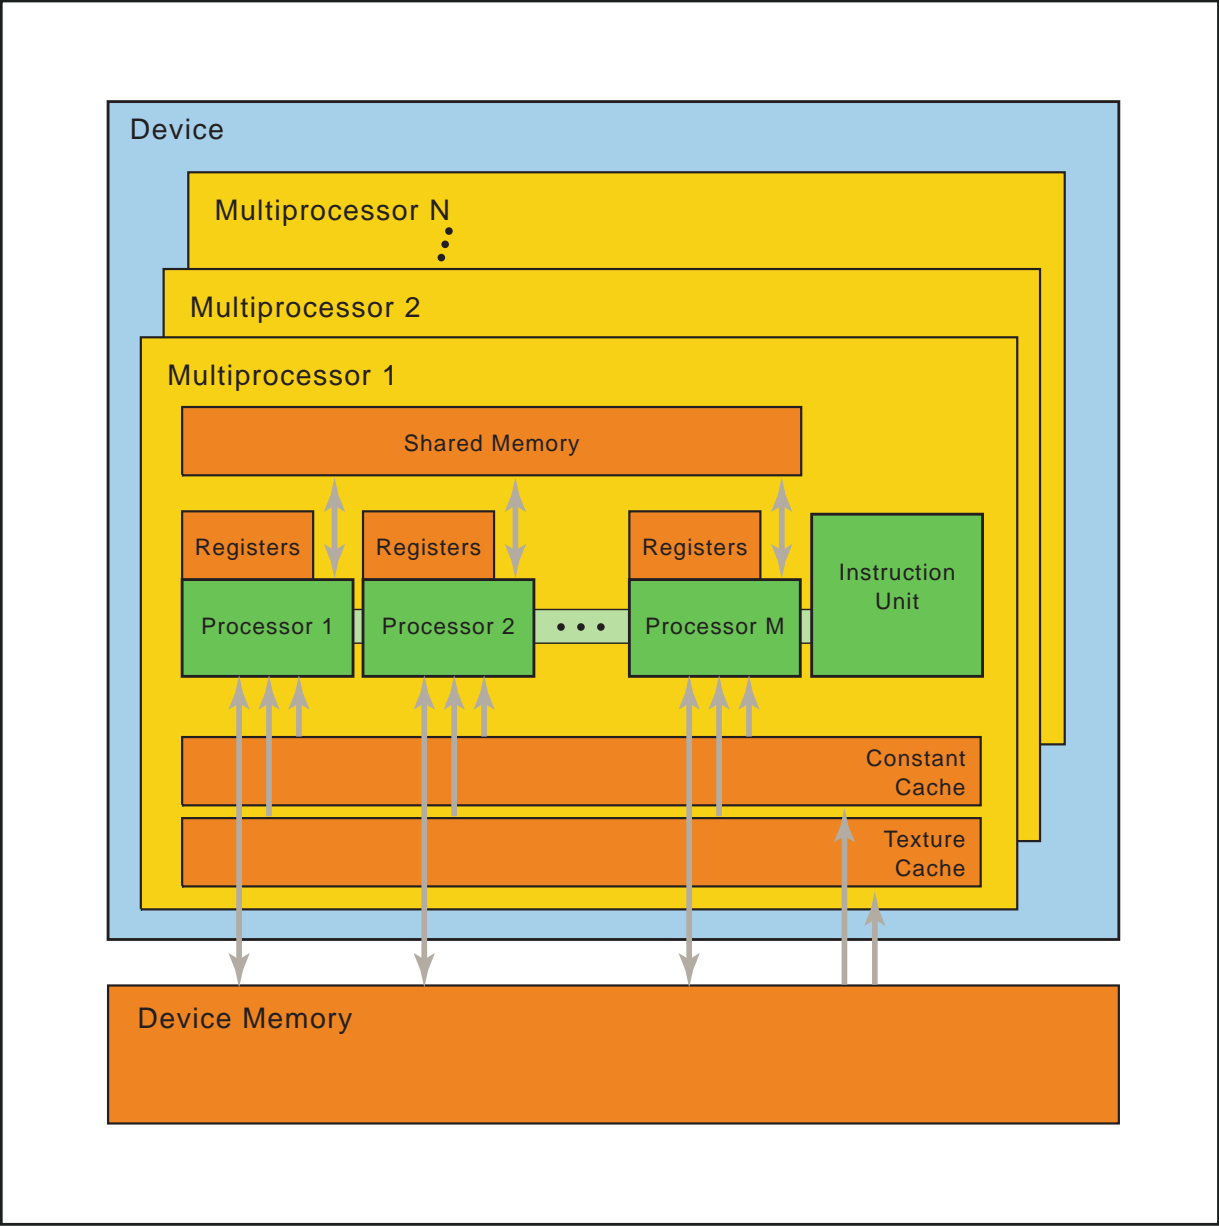 Device
Multiprocessor N
Multiprocessor 2
Multiprocessor 1
Shared Memory
Registers
Registers
Registers
Instruction
Unit
Processor 1
Processor 2
Processor M
Constant
Cache
Texture
Cache
Device Memory